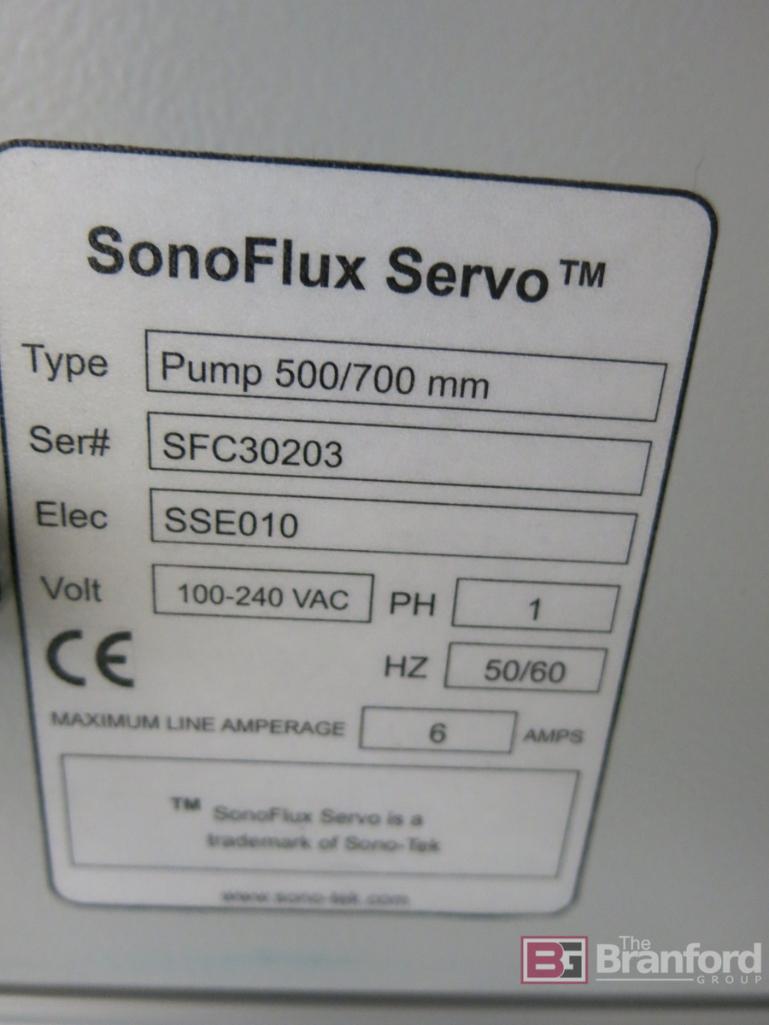 SonoFlux Servo™
Type Pump 500/700 mm
Ser# SFC30203
Elec SSE010
Volt 100-240 VAC PH 1
CE HZ 50/60
MAXIMUM LINE AMPERAGE 6 AMPS
™ SonoFlux Servo is a
trademark of Sono-Tek
www.sono-tek.com
BG The Branford GROUP